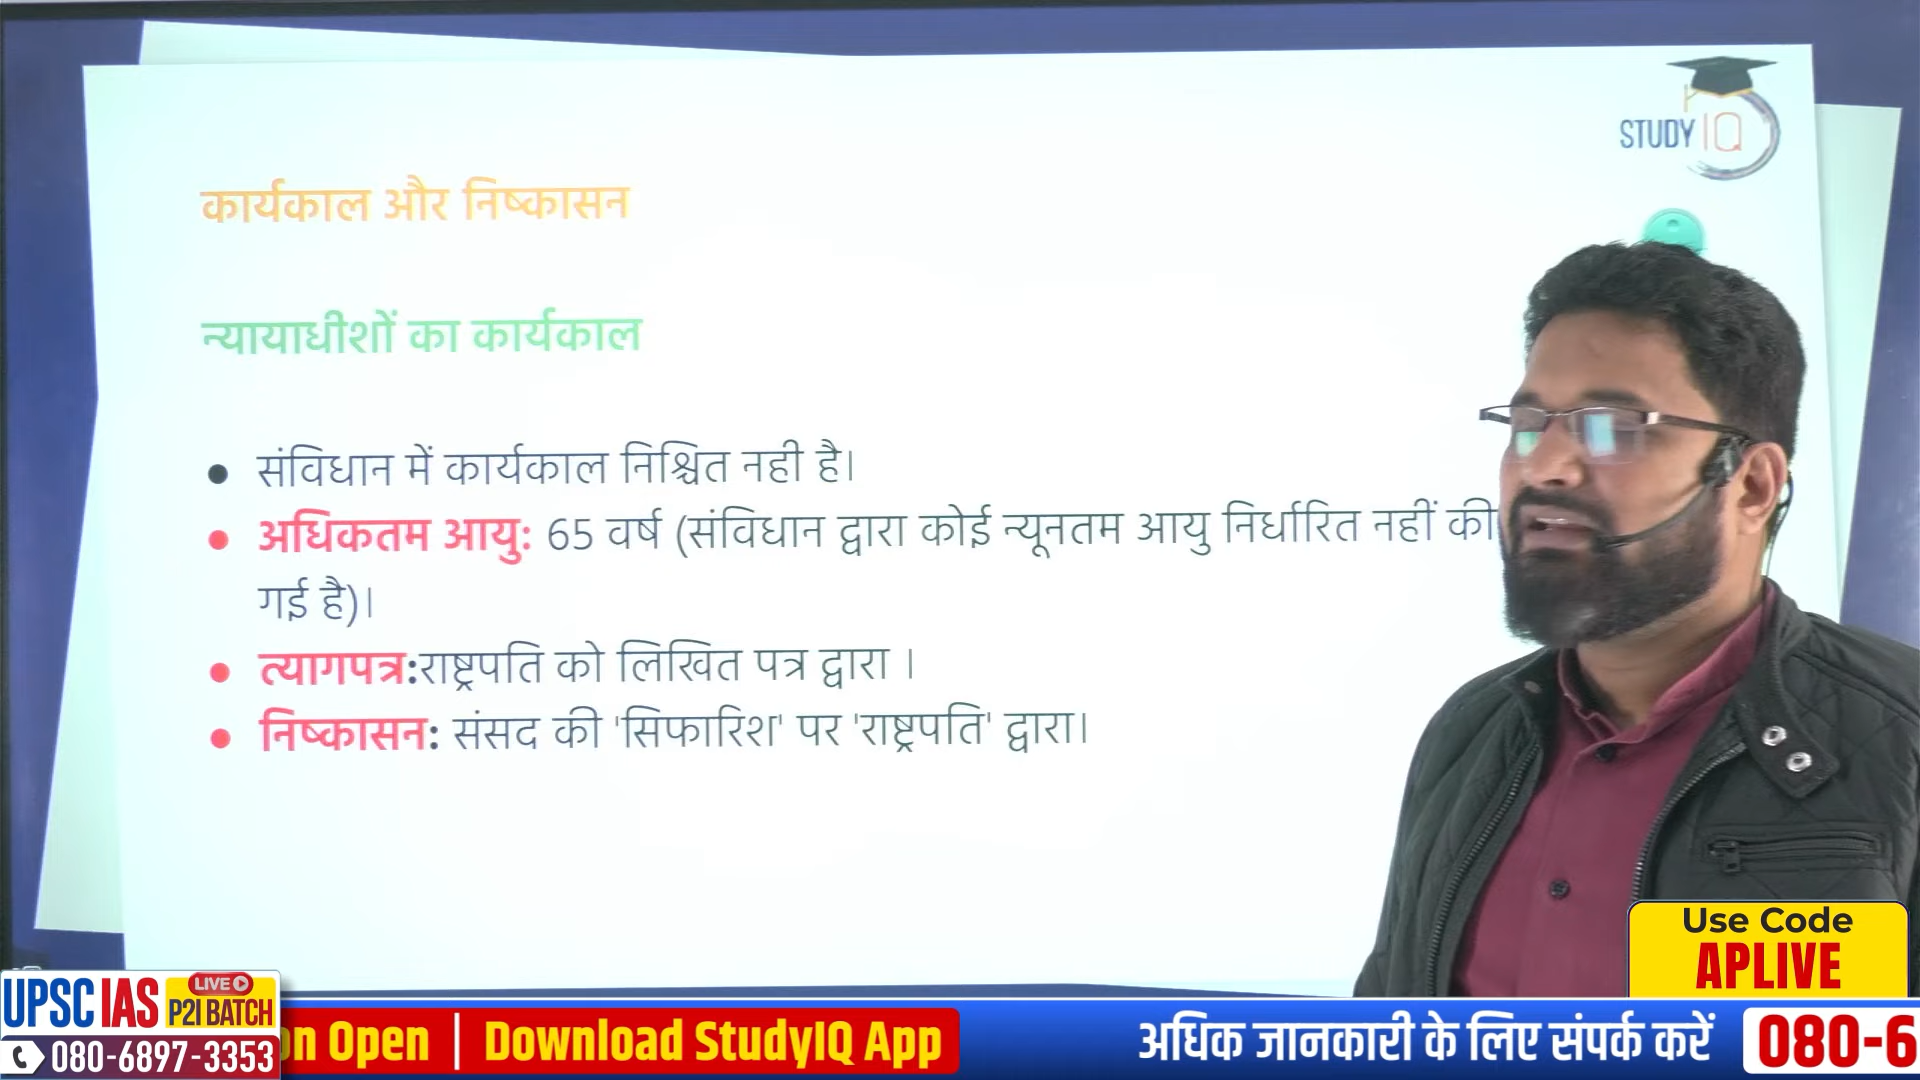 STUDY IQ
कार्यकाल और निष्कासन
न्यायाधीशों का कार्यकाल
• संविधान में कार्यकाल निश्चित नही है।
• अधिकतम आयु: 65 वर्ष (संविधान द्वारा कोई न्यूनतम आयु निर्धारित नहीं की
गई है)।
• त्यागपत्र:राष्ट्रपति को लिखित पत्र द्वारा ।
• निष्कासन: संसद की 'सिफारिश' पर 'राष्ट्रपति' द्वारा।
Use Code
APLIVE
UPSC IAS LIVE P2I BATCH
080-6897-3353
on Open | Download StudyIQ App
अधिक जानकारी के लिए संपर्क करें 080-6